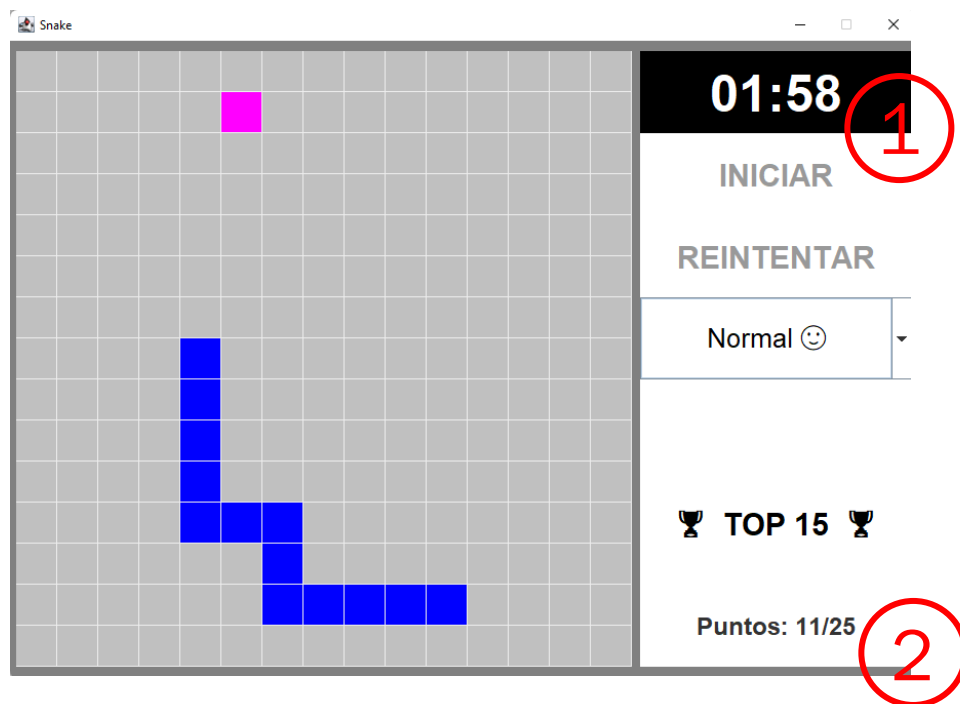 Snake
01:58
1
INICIAR
REINTENTAR
Normal 🙂
TOP 15
Puntos: 11/25
2